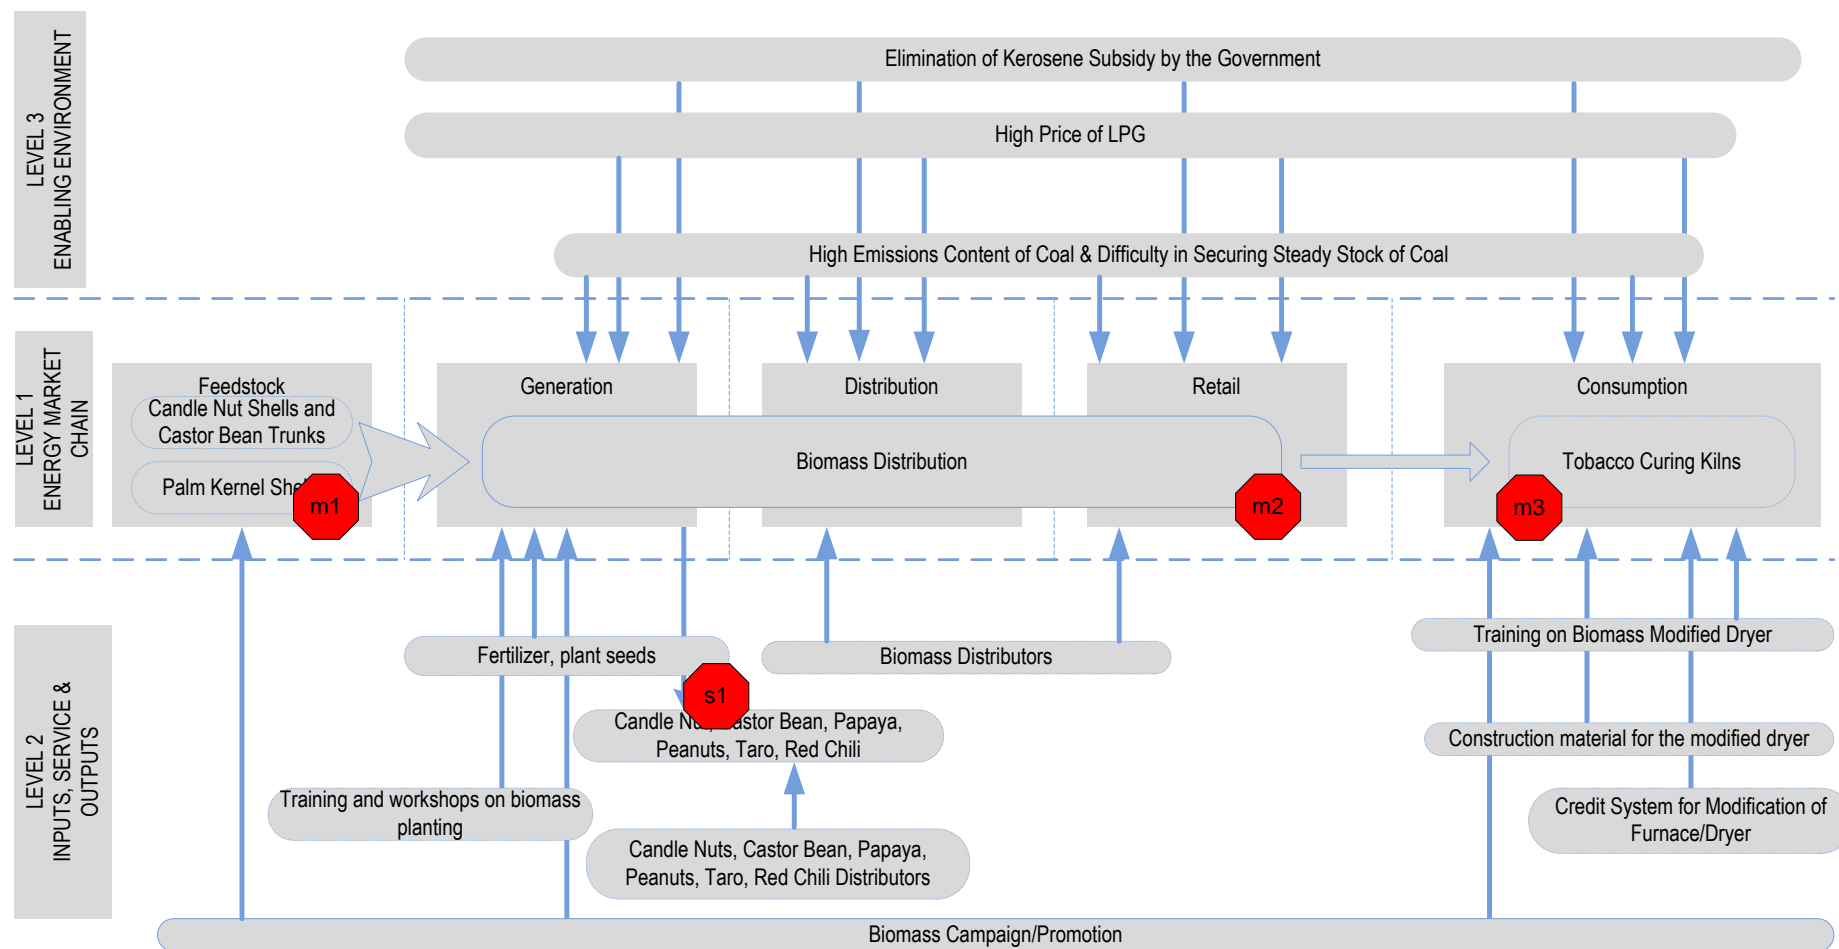 LEVEL 3
ENABLING ENVIRONMENT
Elimination of Kerosene Subsidy by the Government
High Price of LPG
High Emissions Content of Coal & Difficulty in Securing Steady Stock of Coal
LEVEL 1
ENERGY MARKET
CHAIN
Feedstock
Candle Nut Shells and
Castor Bean Trunks
Palm Kernel She
m1
Generation
Distribution
Retail
Biomass Distribution
m2
Consumption
Tobacco Curing Kilns
m3
LEVEL 2
INPUTS, SERVICE &
OUTPUTS
Fertilizer, plant seeds
Biomass Distributors
Training on Biomass Modified Dryer
s1
Candle Nu astor Bean, Papaya,
Peanuts, Taro, Red Chili
Construction material for the modified dryer
Training and workshops on biomass
planting
Credit System for Modification of
Furnace/Dryer
Candle Nuts, Castor Bean, Papaya,
Peanuts, Taro, Red Chili Distributors
Biomass Campaign/Promotion